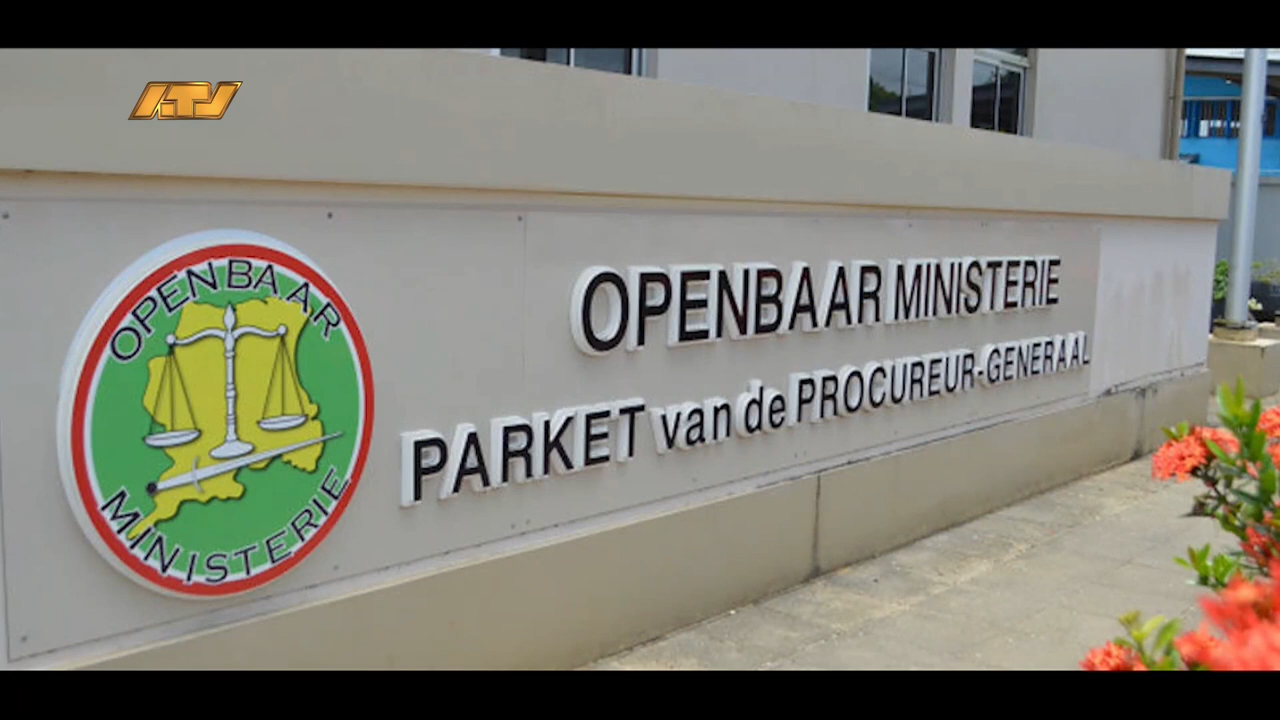 ATV
OPENBAAR
MINISTERIE
OPENBAAR MINISTERIE
PARKET van de PROCUREUR-GENERAAL